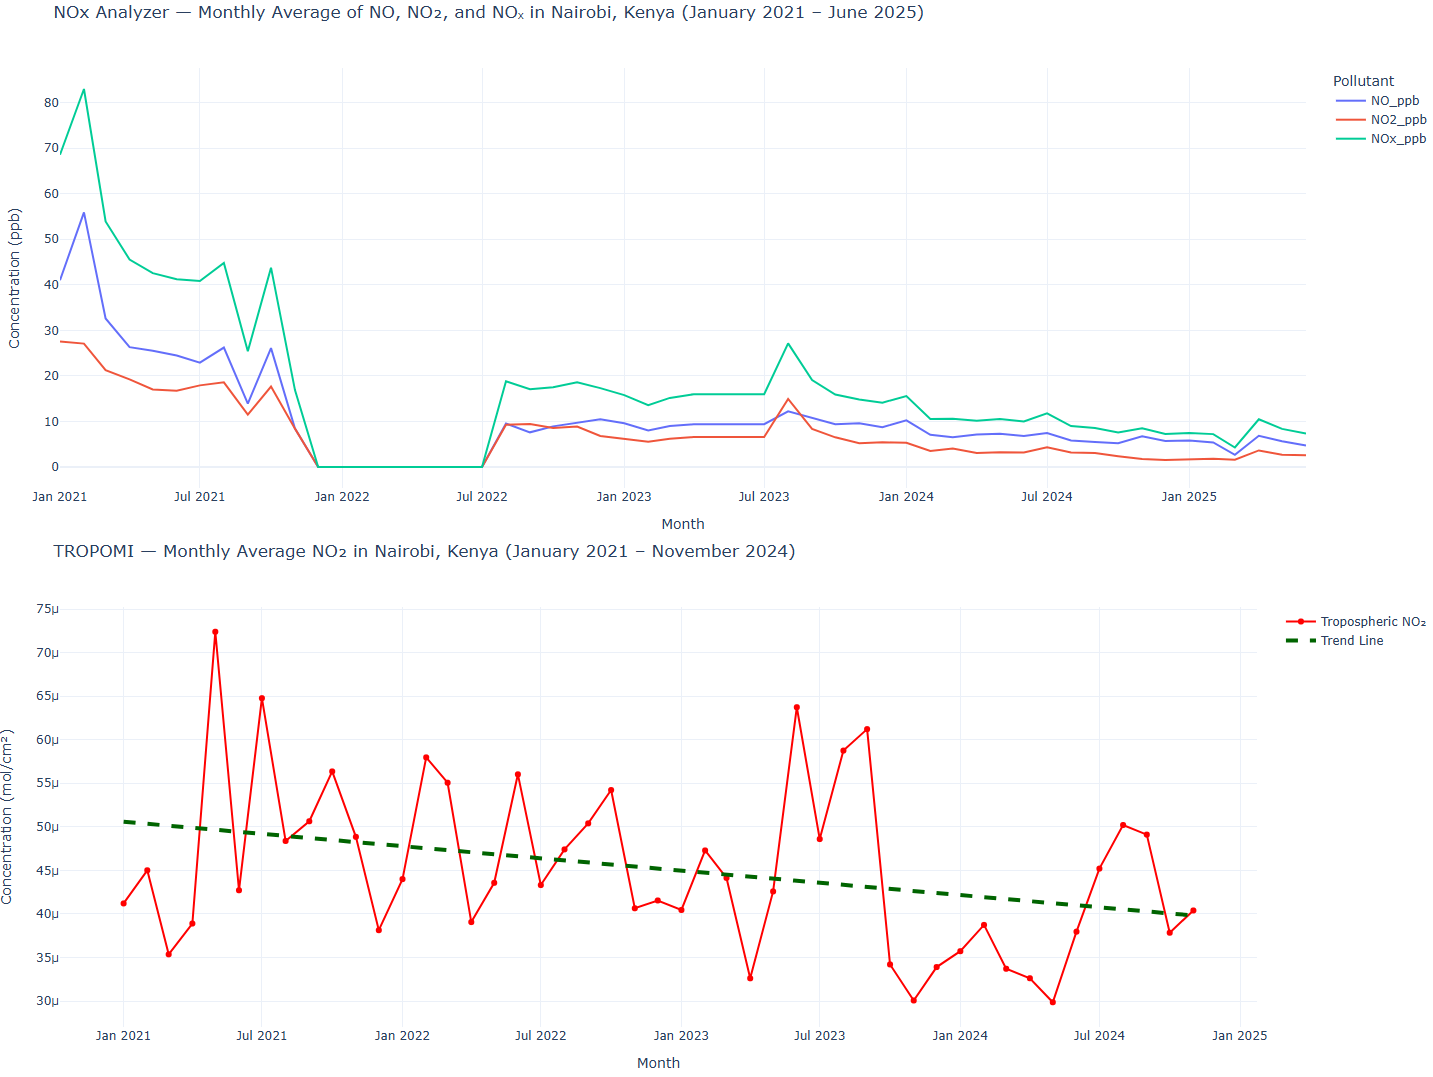 NOx Analyzer — Monthly Average of NO, NO₂, and NOₓ in Nairobi, Kenya (January 2021 – June 2025)
Pollutant
NO_ppb
NO2_ppb
NOx_ppb
Concentration (ppb)
80
70
60
50
40
30
20
10
0
Jan 2021 Jul 2021 Jan 2022 Jul 2022 Jan 2023 Jul 2023 Jan 2024 Jul 2024 Jan 2025
Month
TROPOMI — Monthly Average NO₂ in Nairobi, Kenya (January 2021 – November 2024)
Tropospheric NO₂
Trend Line
Concentration (mol/cm²)
75μ
70μ
65μ
60μ
55μ
50μ
45μ
40μ
35μ
30μ
Jan 2021 Jul 2021 Jan 2022 Jul 2022 Jan 2023 Jul 2023 Jan 2024 Jul 2024 Jan 2025
Month